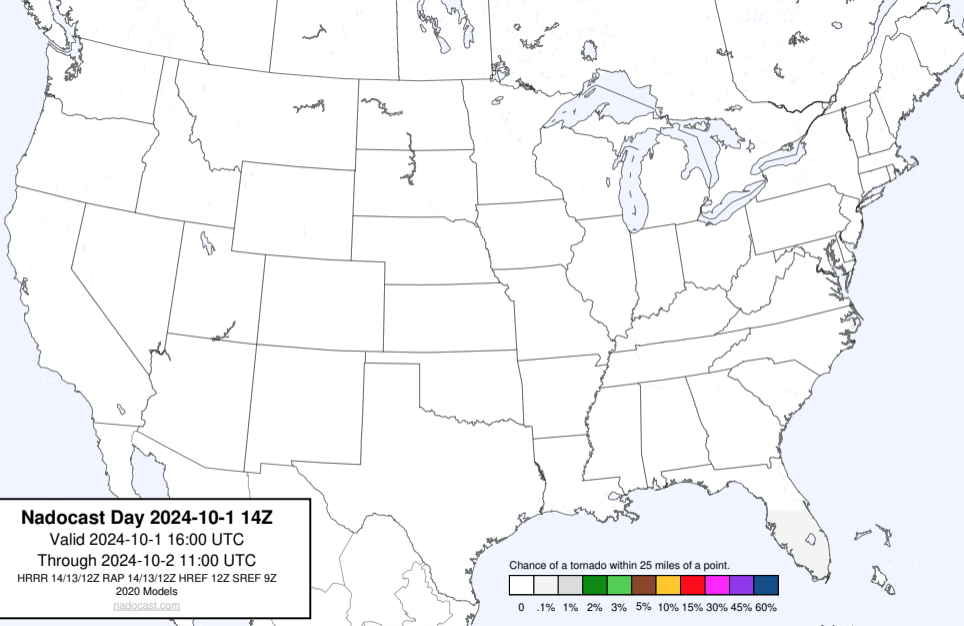 Nadocast Day 2024-10-1 14Z
Valid 2024-10-1 16:00 UTC
Through 2024-10-2 11:00 UTC
HRRR 14/13/12Z RAP 14/13/12Z HREF 12Z SREF 9Z
2020 Models
nadocast.com
Chance of a tornado within 25 miles of a point.
0 .1% 1% 2% 3% 5% 10% 15% 30% 45% 60%